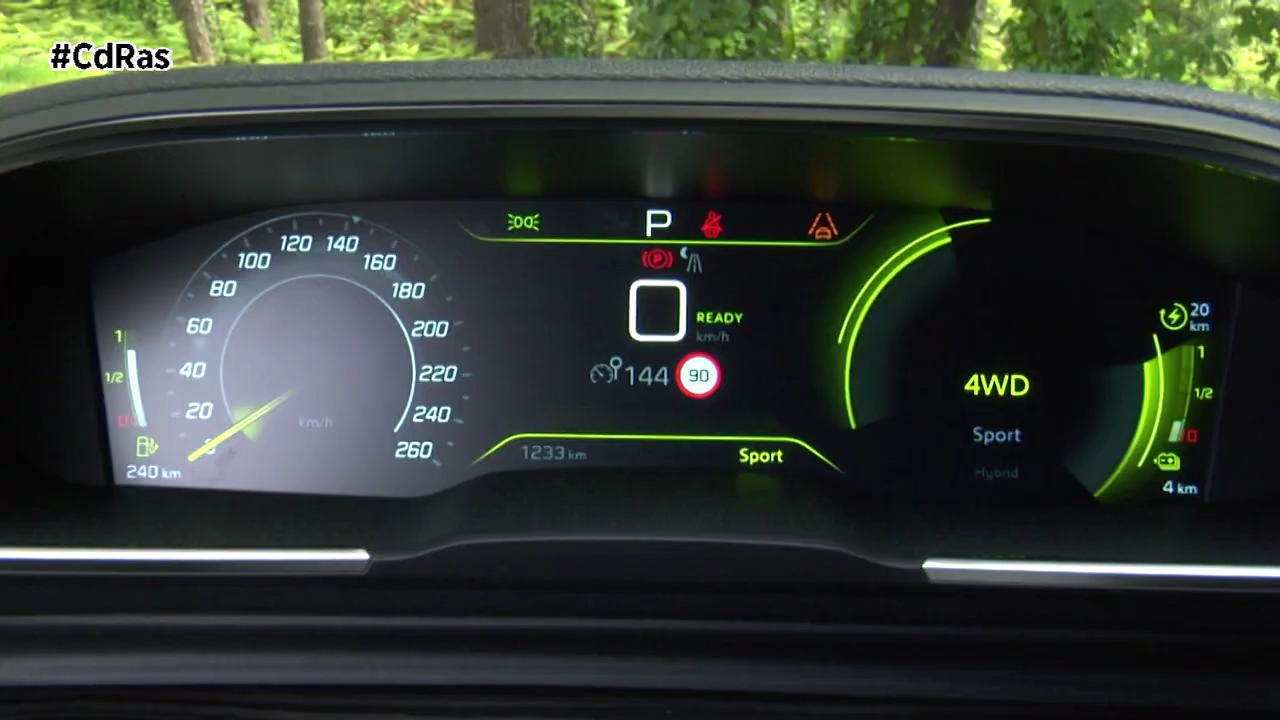 #CdRas
120 140
100 160
80 180
60 200
40 220
20 240
260
km/h
1
1/2
0
240 km
P
P
READY
km/h
144 90
1233 km
Sport
4WD
Sport
Hybrid
20
km
1
1/2
0
4 km